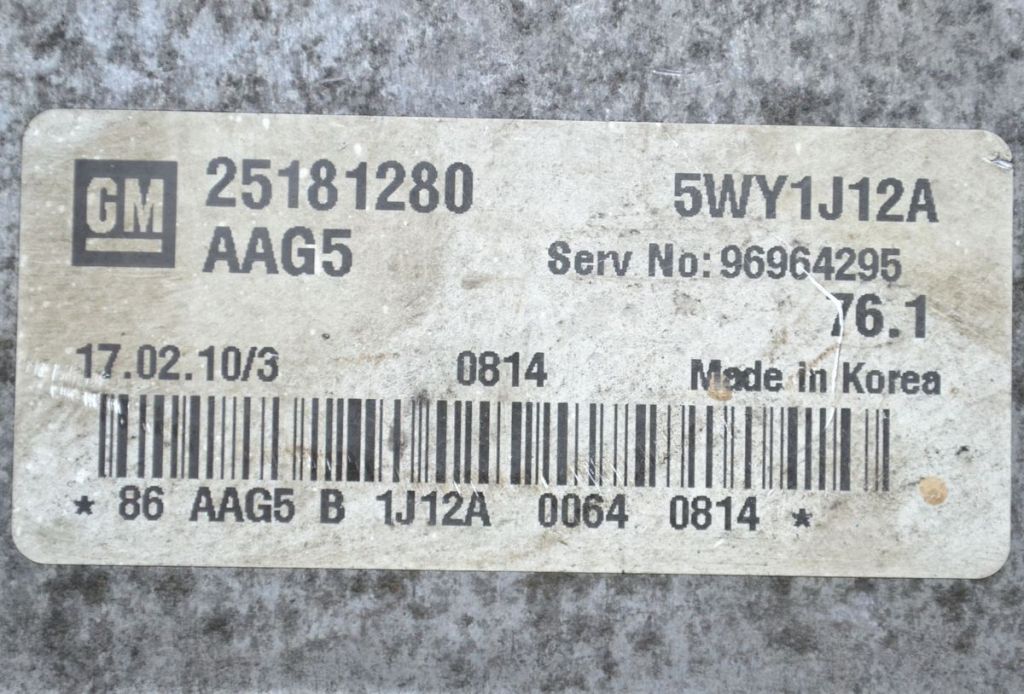 GM 25181280 5WY1J12A
AAG5 Serv No: 96964295
76.1
17.02.10/3 0814 Made in Korea
* 86 AAG5 B 1J12A 0064 0814 *